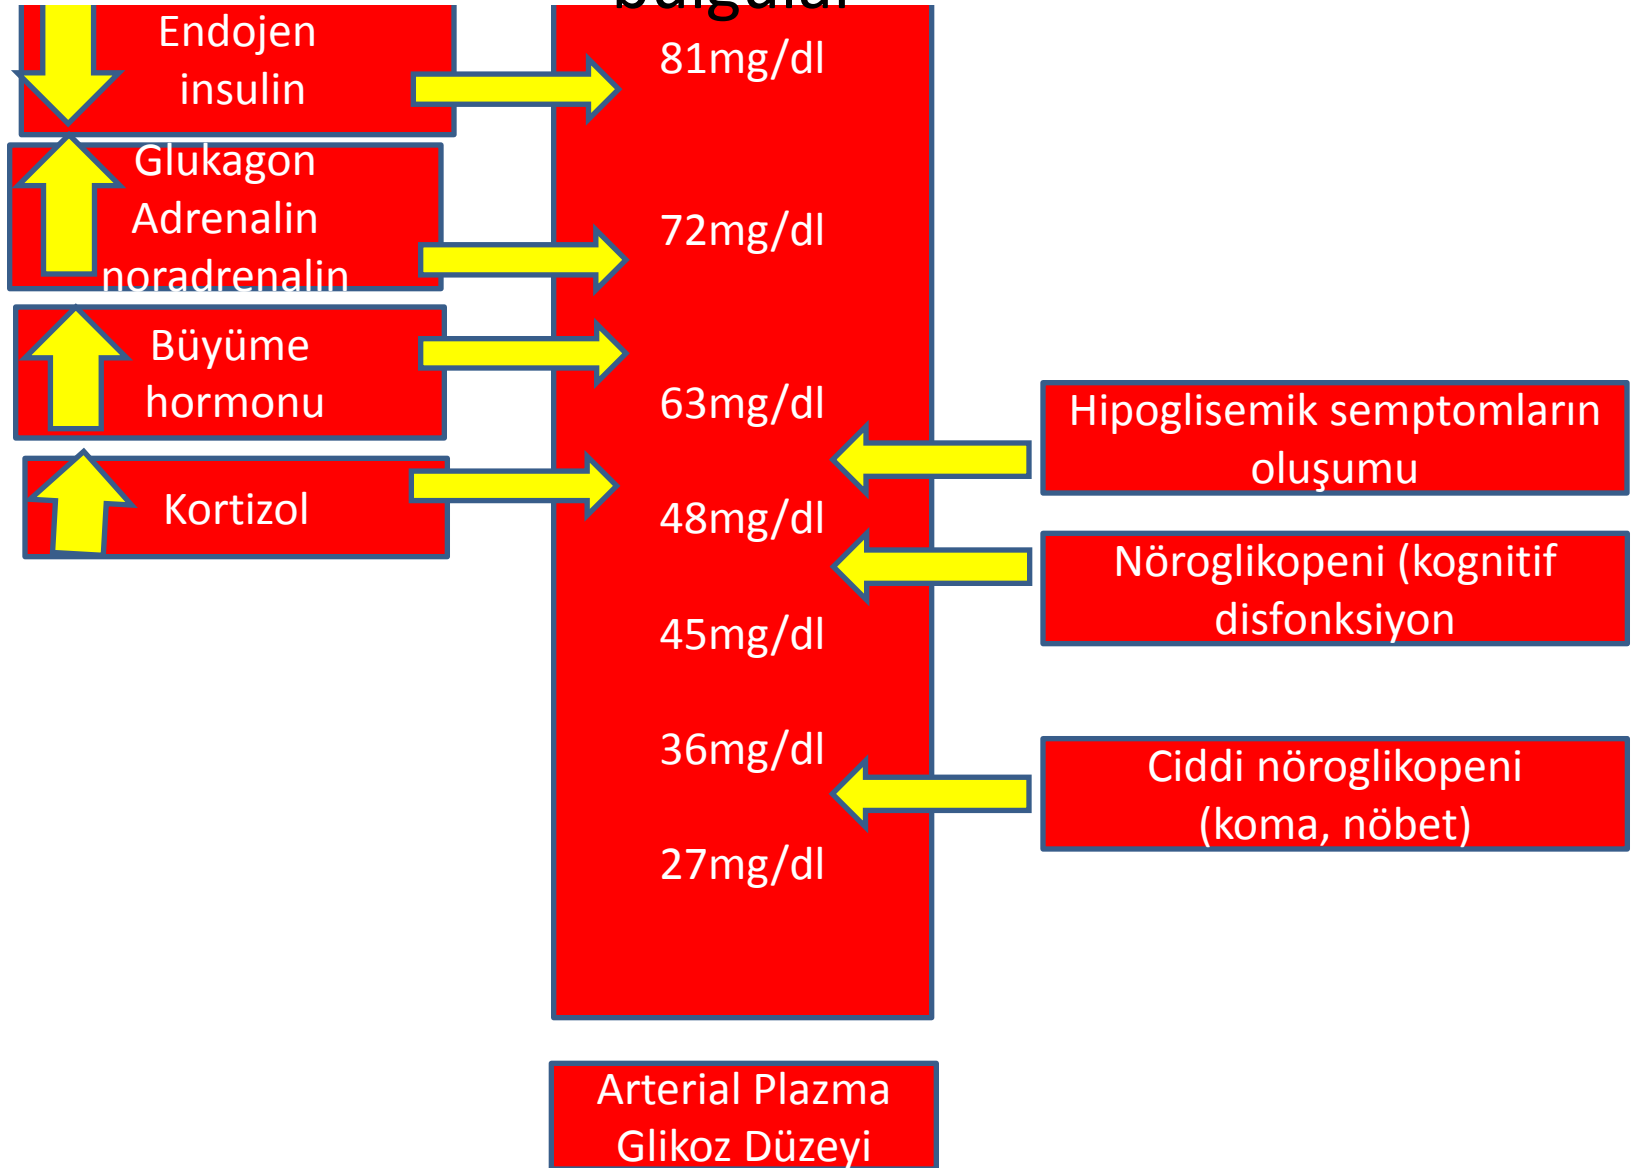 bulgular
Endojen
insulin
Glukagon
Adrenalin
noradrenalin
Büyüme
hormonu
Kortizol
81mg/dl
72mg/dl
63mg/dl
48mg/dl
45mg/dl
36mg/dl
27mg/dl
Hipoglisemik semptomların
oluşumu
Nöroglikopeni (kognitif
disfonksiyon
Ciddi nöroglikopeni
(koma, nöbet)
Arterial Plazma
Glikoz Düzeyi